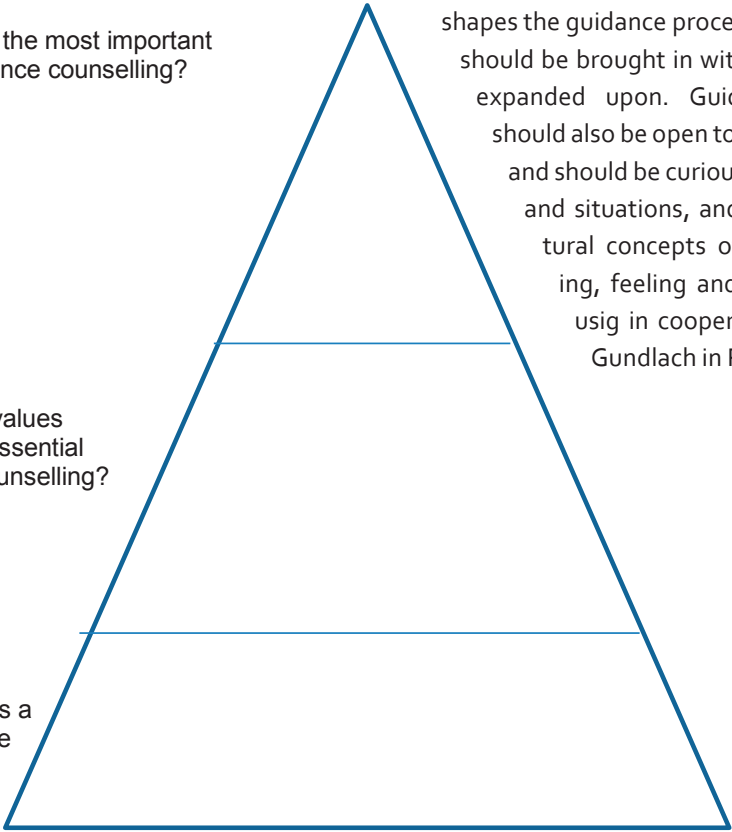 the most important
nce counselling?
values
ssential
unselling?
s a
e
shapes the guidance proce
should be brought in wit
expanded upon. Guid
should also be open to
and should be curiou
and situations, and
tural concepts o
ing, feeling and
usig in cooper
Gundlach in